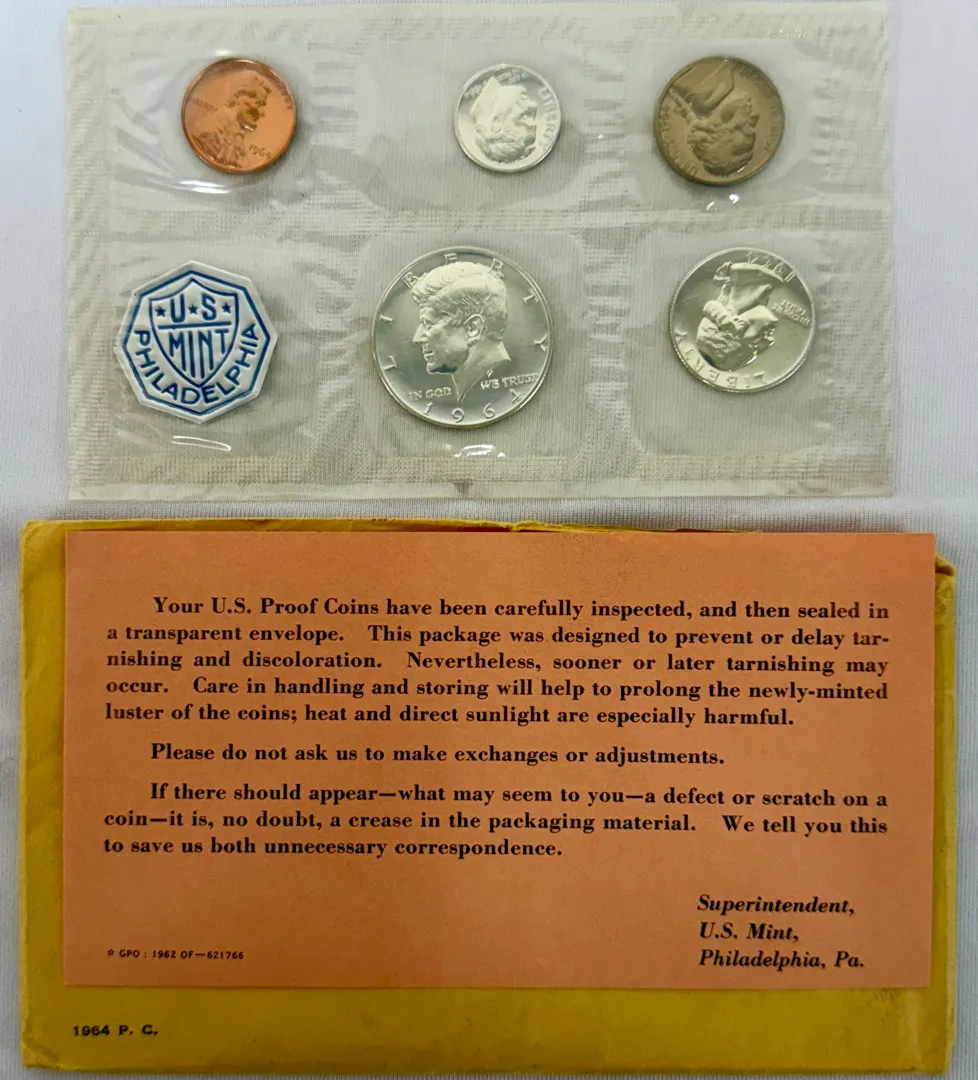 1964
U·S
MINT
PHILADELPHIA
LIBERTY
IN GOD WE TRUST
1964
LIBERTY
Your U.S. Proof Coins have been carefully inspected, and then sealed in
a transparent envelope. This package was designed to prevent or delay tar-
nishing and discoloration. Nevertheless, sooner or later tarnishing may
occur. Care in handling and storing will help to prolong the newly-minted
luster of the coins; heat and direct sunlight are especially harmful.
Please do not ask us to make exchanges or adjustments.
If there should appear—what may seem to you—a defect or scratch on a
coin—it is, no doubt, a crease in the packaging material. We tell you this
to save us both unnecessary correspondence.
Superintendent,
U.S. Mint,
Philadelphia, Pa.
☆ GPO : 1962 OF—621766
1964 P. C.